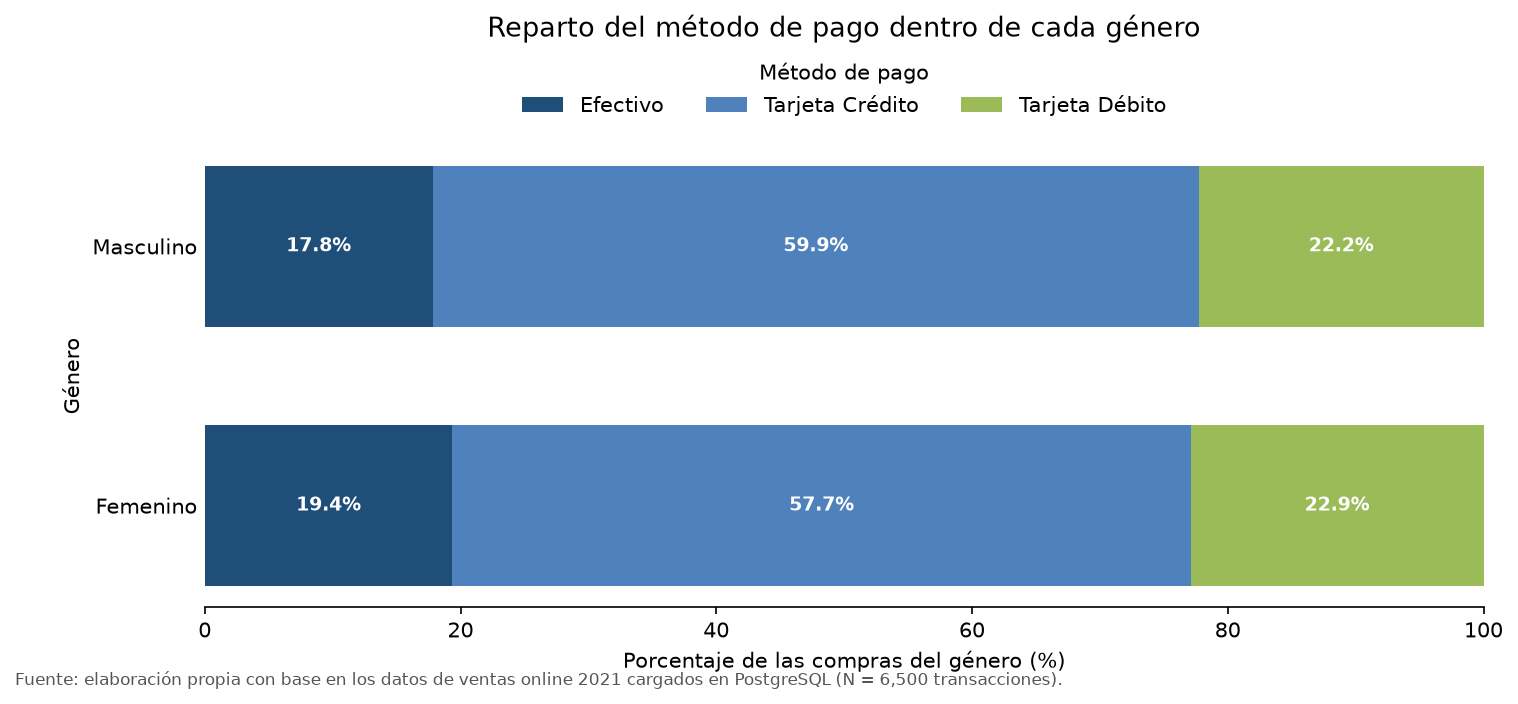 Reparto del método de pago dentro de cada género
Método de pago
Efectivo Tarjeta Crédito Tarjeta Débito
Masculino 17.8% 59.9% 22.2%
Género
Femenino 19.4% 57.7% 22.9%
0 20 40 60 80 100
Porcentaje de las compras del género (%)
Fuente: elaboración propia con base en los datos de ventas online 2021 cargados en PostgreSQL (N = 6,500 transacciones).